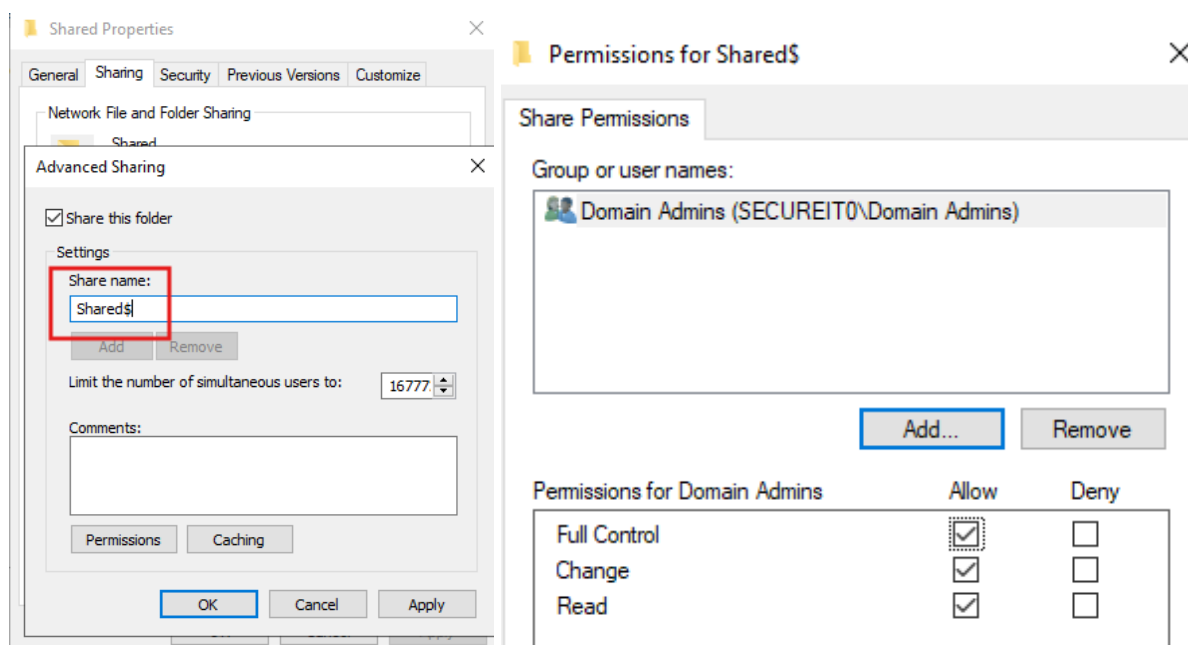 Shared Properties
General Sharing Security Previous Versions Customize
Network File and Folder Sharing
Shared
Advanced Sharing
Share this folder
Settings
Share name:
Shared$
Add Remove
Limit the number of simultaneous users to: 16777
Comments:
Permissions Caching
OK Cancel Apply
Permissions for Shared$
Share Permissions
Group or user names:
Domain Admins (SECUREIT0\Domain Admins)
Add... Remove
Permissions for Domain Admins Allow Deny
Full Control
Change
Read